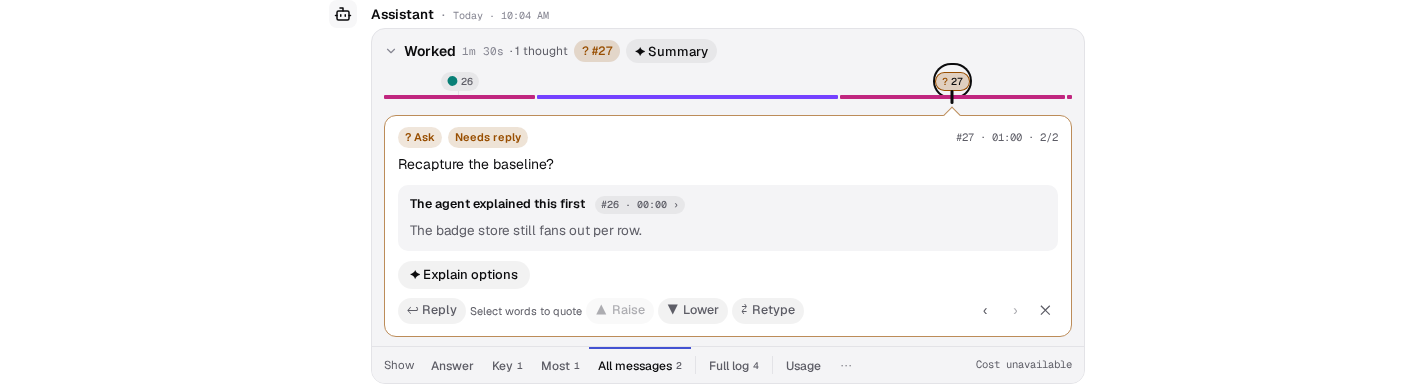 Assistant · Today · 10:04 AM
Worked 1m 30s · 1 thought ? #27 ✦ Summary
26 ? 27
? Ask Needs reply #27 · 01:00 · 2/2
Recapture the baseline?
The agent explained this first #26 · 00:00 ›
The badge store still fans out per row.
✦ Explain options
↩ Reply Select words to quote ▲ Raise ▼ Lower ⇄ Retype ‹ › ✕
Show Answer Key 1 Most 1 All messages 2 Full log 4 Usage ··· Cost unavailable